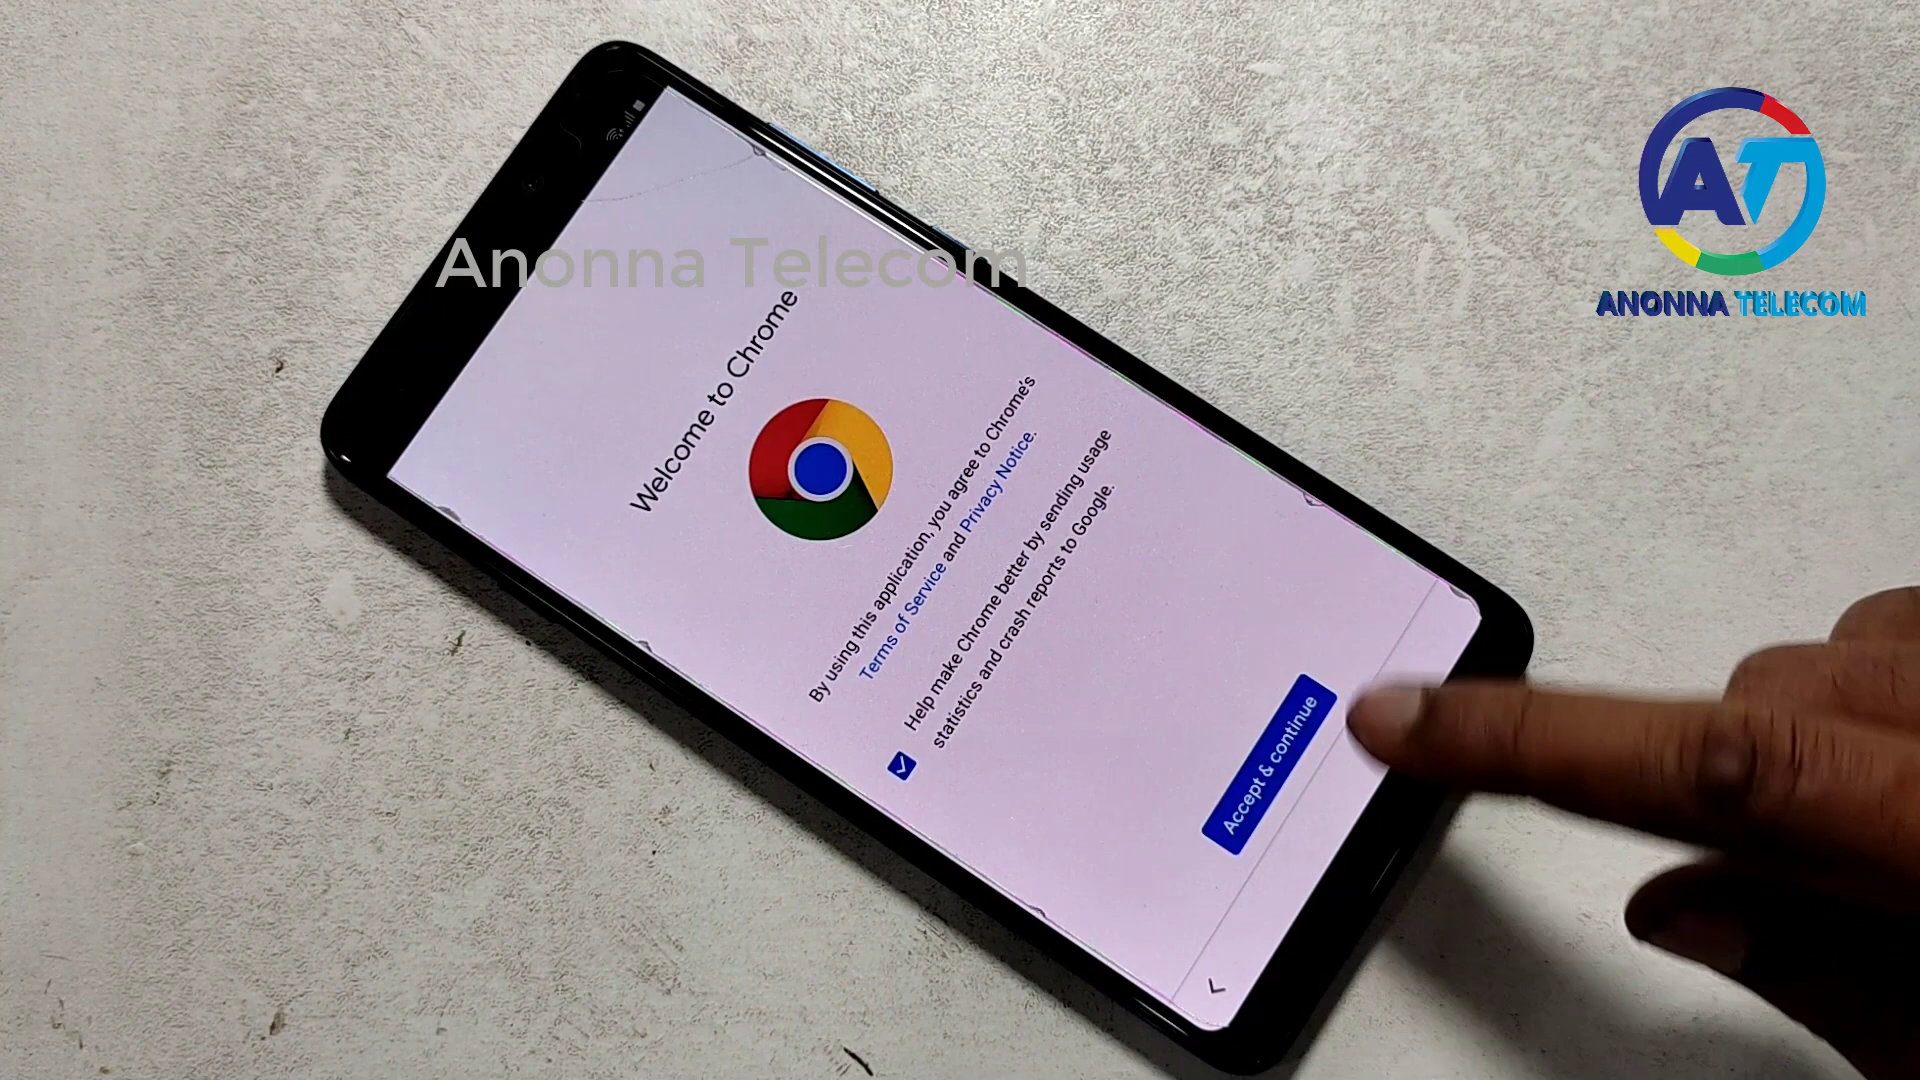 Anonna Telecom
AT
ANONNA TELECOM
Welcome to Chrome
By using this application, you agree to Chrome's
Terms of Service and Privacy Notice.
Help make Chrome better by sending usage
statistics and crash reports to Google.
Accept & continue